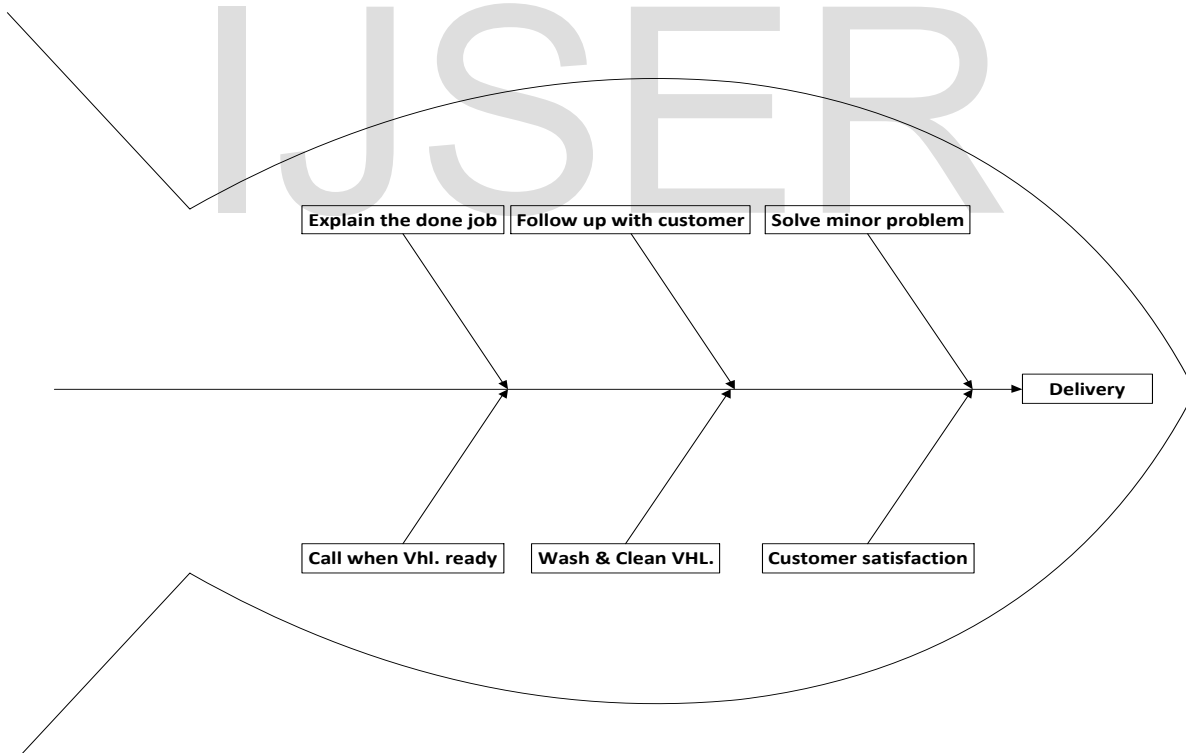 IJSER
Explain the done job
Follow up with customer
Solve minor problem
Delivery
Call when Vhl. ready
Wash & Clean VHL.
Customer satisfaction